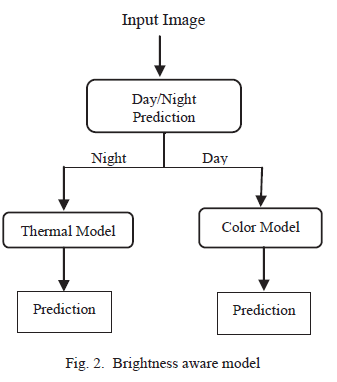 Input Image
Day/Night
Prediction
Night
Day
Thermal Model
Color Model
Prediction
Prediction
Fig. 2. Brightness aware model